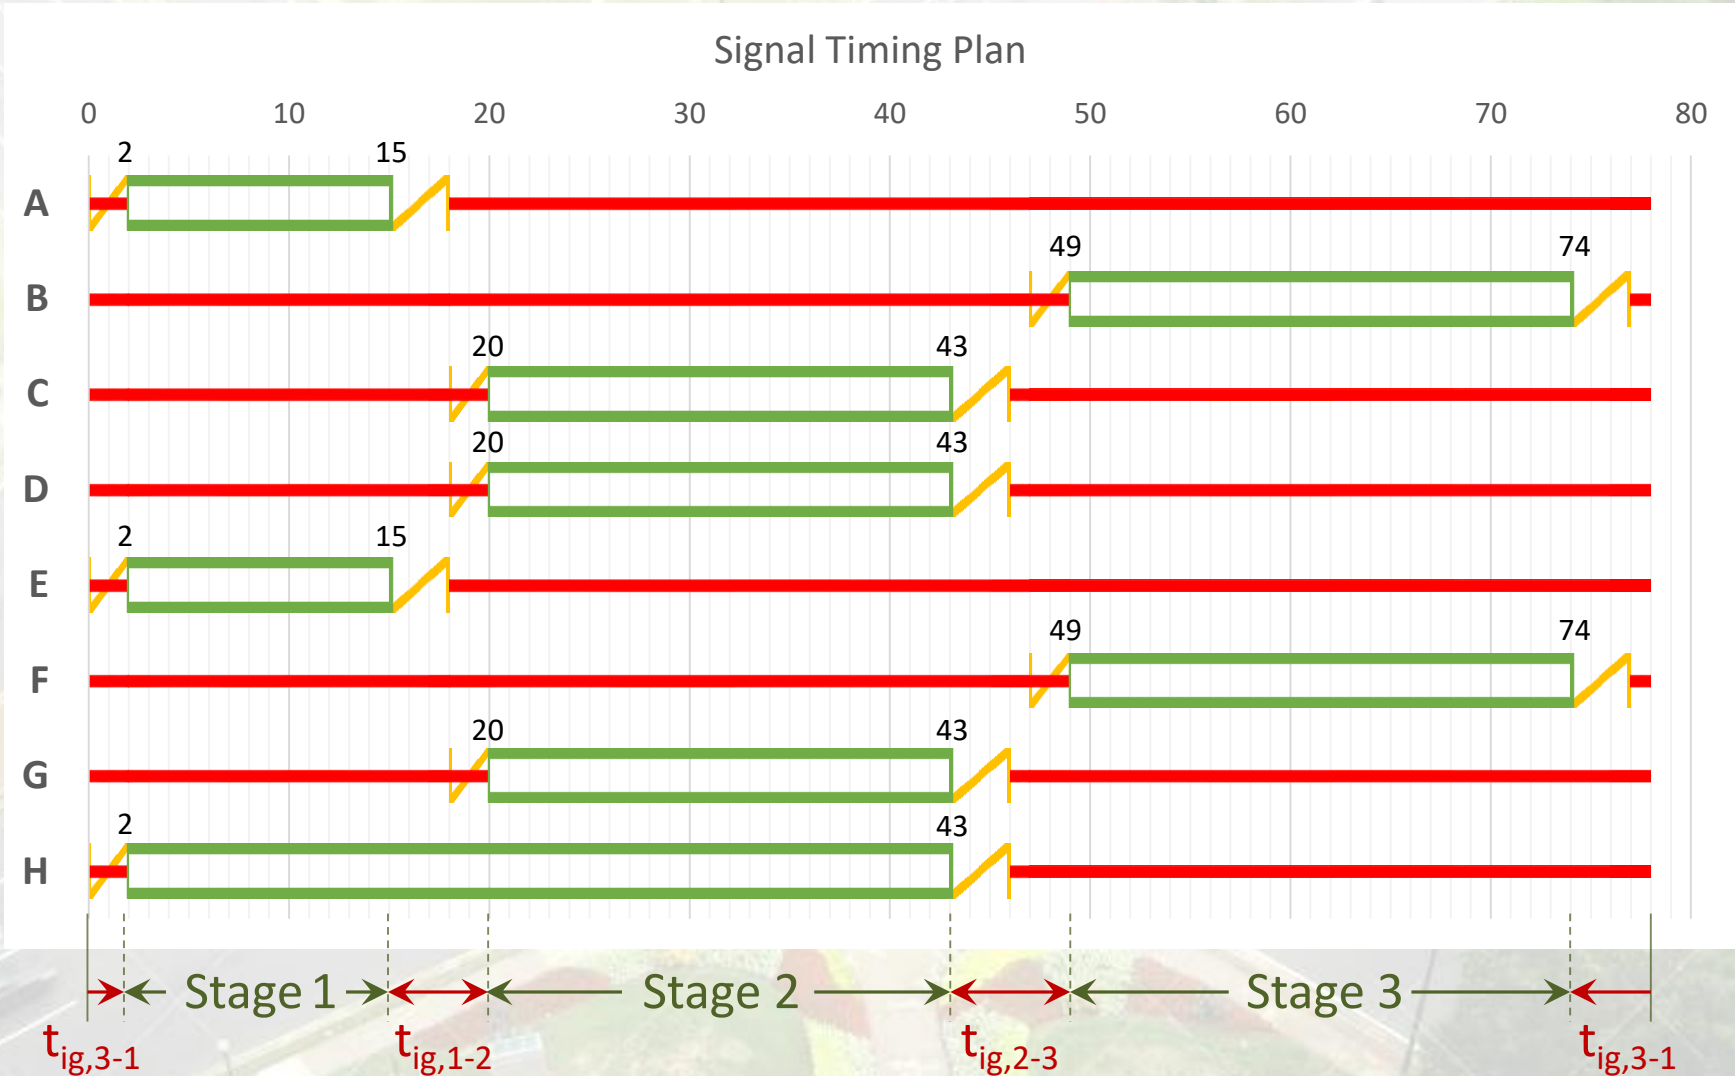 Signal Timing Plan
0 10 20 30 40 50 60 70 80
2 15
A
49 74
B
20 43
C
20 43
D
2 15
E
49 74
F
20 43
G
2 43
H
Stage 1 Stage 2 Stage 3
tig,3-1 tig,1-2 tig,2-3 tig,3-1